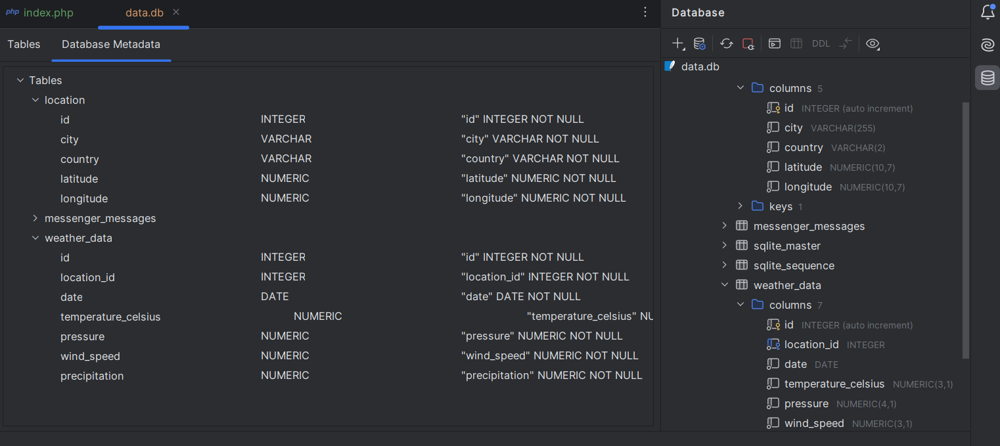 php index.php
data.db
Tables Database Metadata
Tables
location
id INTEGER "id" INTEGER NOT NULL
city VARCHAR "city" VARCHAR NOT NULL
country VARCHAR "country" VARCHAR NOT NULL
latitude NUMERIC "latitude" NUMERIC NOT NULL
longitude NUMERIC "longitude" NUMERIC NOT NULL
messenger_messages
weather_data
id INTEGER "id" INTEGER NOT NULL
location_id INTEGER "location_id" INTEGER NOT NULL
date DATE "date" DATE NOT NULL
temperature_celsius NUMERIC "temperature_celsius" NU
pressure NUMERIC "pressure" NUMERIC NOT NULL
wind_speed NUMERIC "wind_speed" NUMERIC NOT NULL
precipitation NUMERIC "precipitation" NUMERIC NOT NULL
Database
DDL
data.db
columns 5
id INTEGER (auto increment)
city VARCHAR(255)
country VARCHAR(2)
latitude NUMERIC(10,7)
longitude NUMERIC(10,7)
keys 1
messenger_messages
sqlite_master
sqlite_sequence
weather_data
columns 7
id INTEGER (auto increment)
location_id INTEGER
date DATE
temperature_celsius NUMERIC(3,1)
pressure NUMERIC(4,1)
wind_speed NUMERIC(3,1)